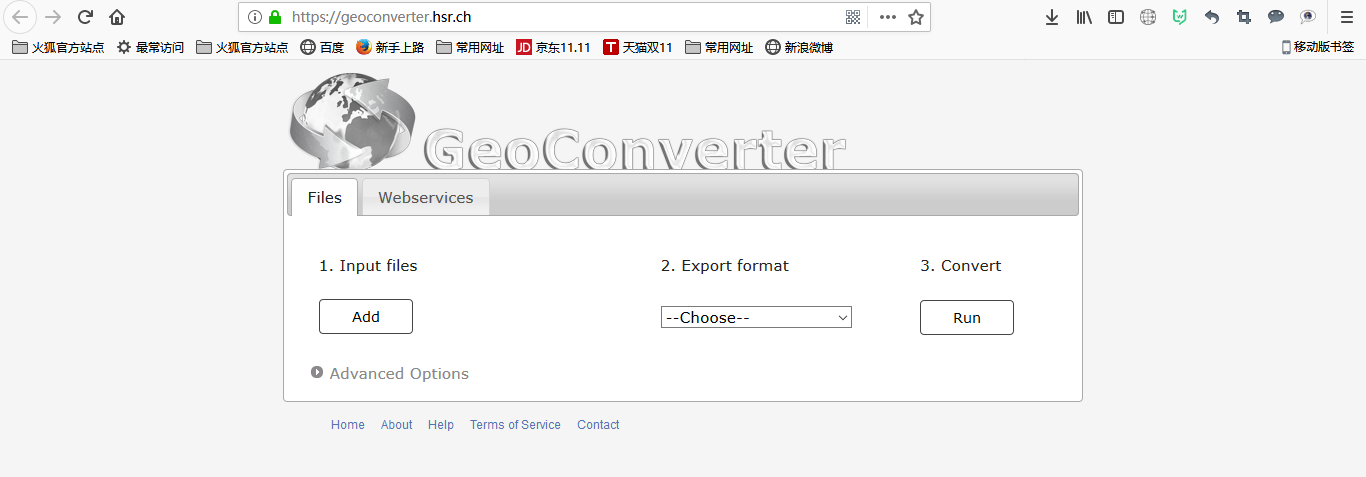 https://geoconverter.hsr.ch
火狐官方站点 最常访问 火狐官方站点 百度 新手上路 常用网址 JD 京东11.11 T 天猫双11 常用网址 新浪微博 移动版书签
GeoConverter
Files Webservices
1. Input files 2. Export format 3. Convert
Add --Choose-- Run
Advanced Options
Home About Help Terms of Service Contact